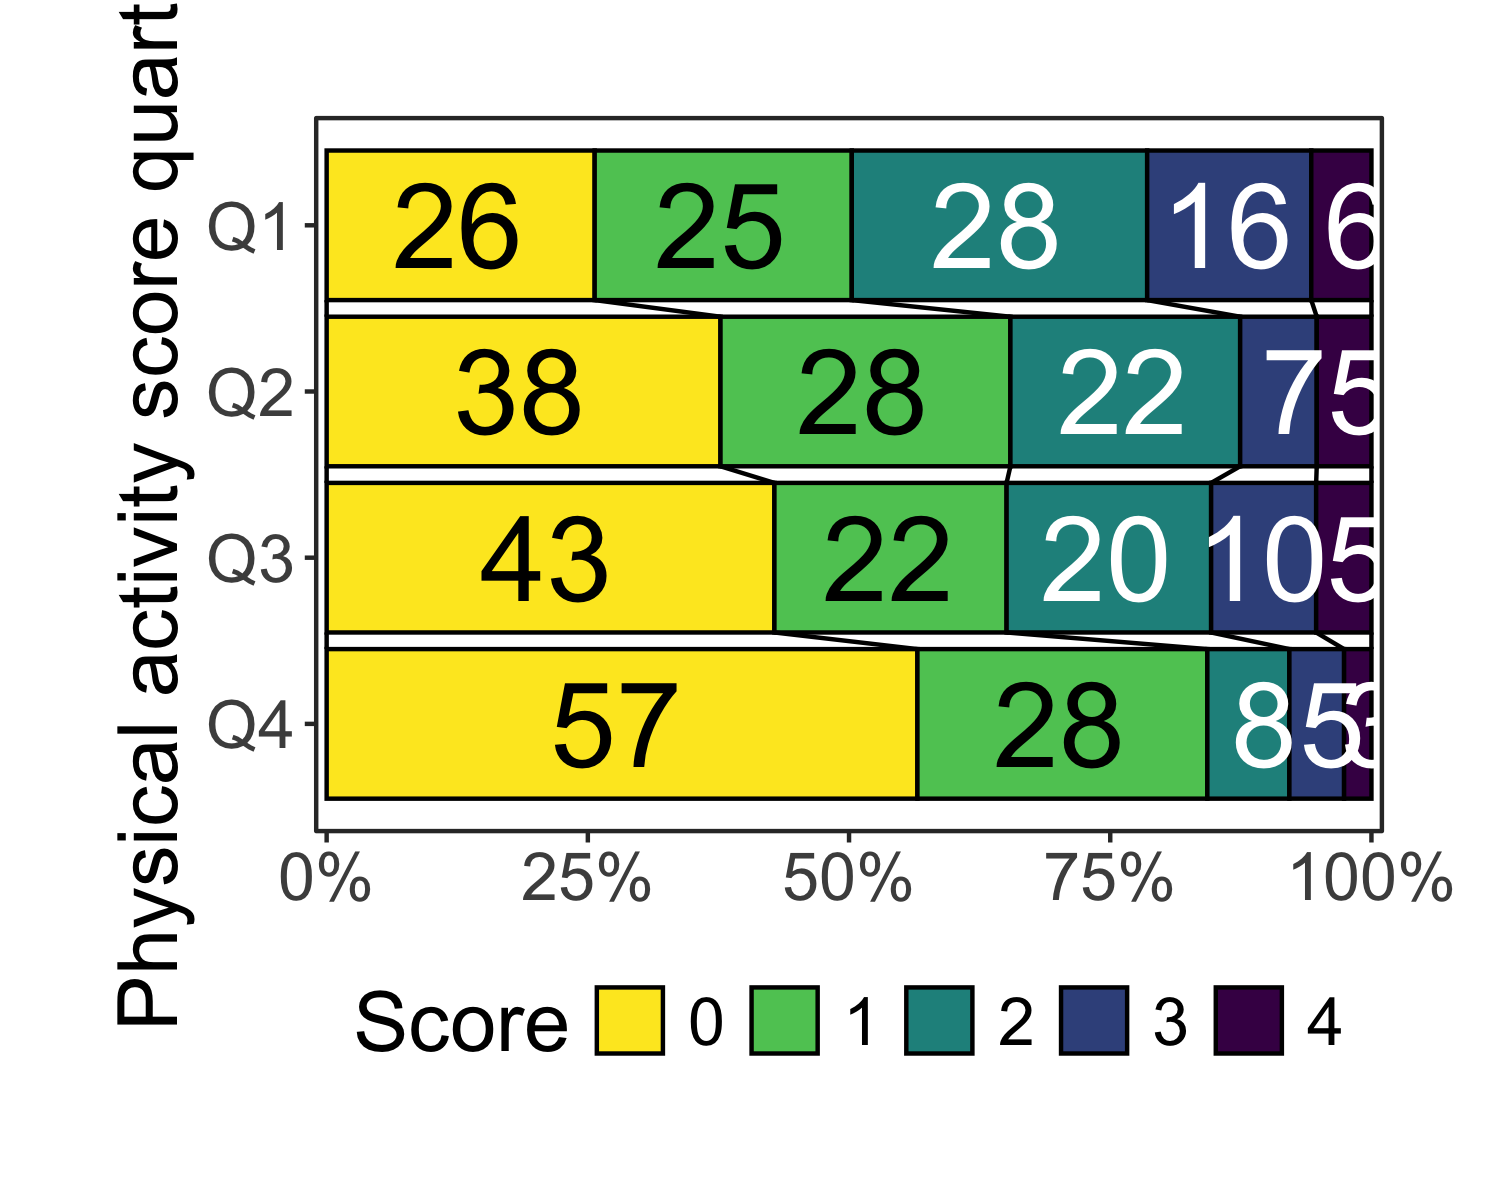 Physical activity score quart
Q1 26 25 28 16 6
Q2 38 28 22 7 5
Q3 43 22 20 10 5
Q4 57 28 8 5 3
0% 25% 50% 75% 100%
Score 0 1 2 3 4